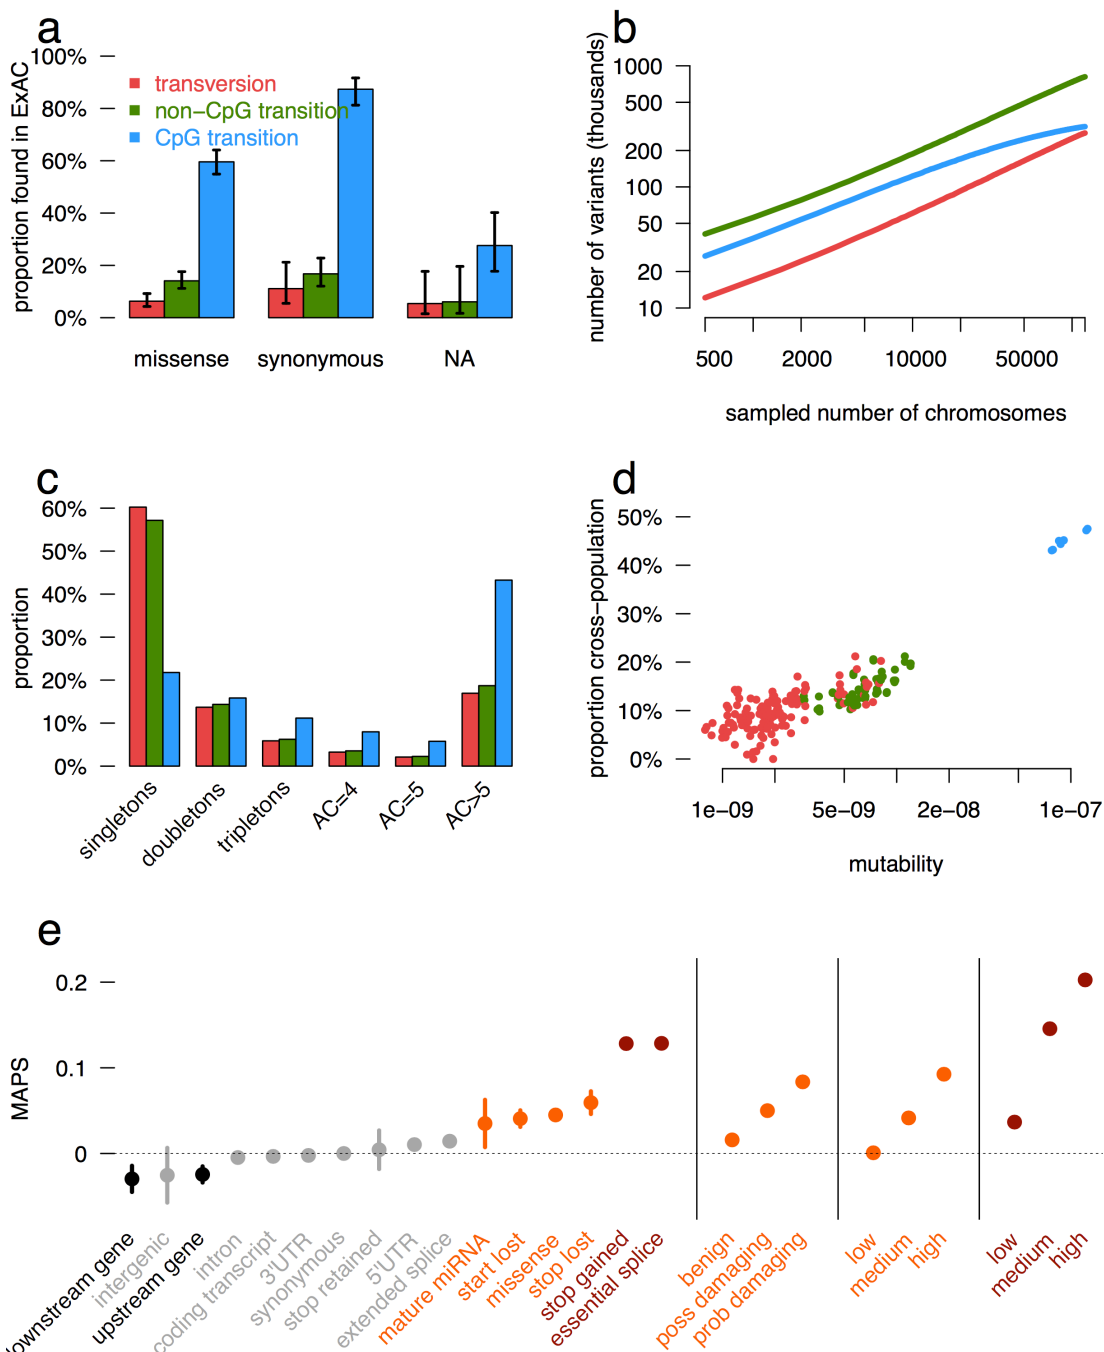 a
proportion found in ExAC
100%
80%
60%
40%
20%
0%
transversion
non−CpG transition
CpG transition
missense
synonymous
NA
b
number of variants (thousands)
1000
500
200
100
50
20
10
500
2000
10000
50000
sampled number of chromosomes
c
proportion
60%
50%
40%
30%
20%
10%
0%
singletons
doubletons
tripletons
AC=4
AC=5
AC>5
d
proportion cross−population
50%
40%
30%
20%
10%
0%
1e−09
5e−09
2e−08
1e−07
mutability
e
MAPS
0.2
0.1
0
ownstream gene
intergenic
upstream gene
intron
coding transcript
3'UTR
synonymous
stop retained
5'UTR
extended splice
mature miRNA
start lost
missense
stop lost
stop gained
essential splice
benign
poss damaging
prob damaging
low
medium
high
low
medium
high